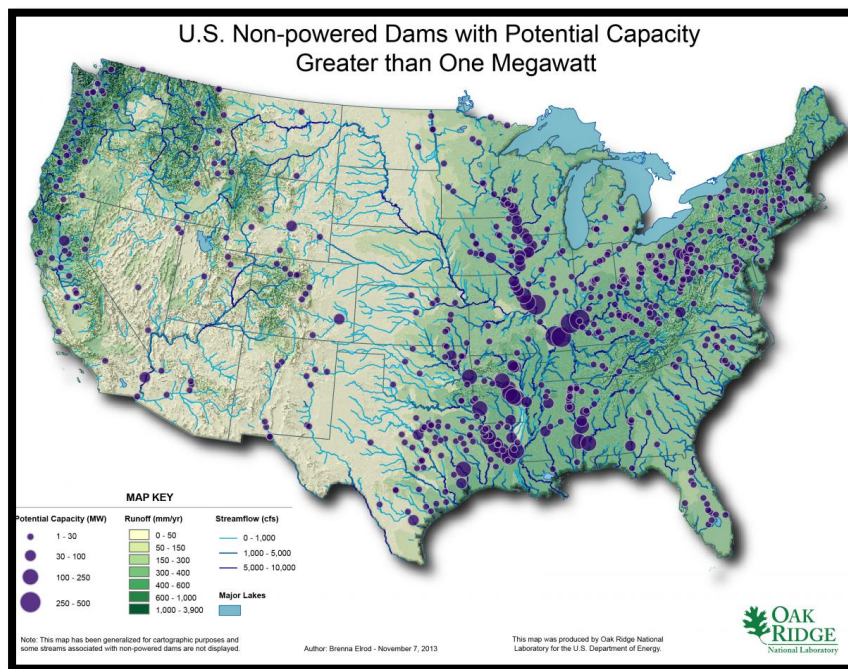 U.S. Non-powered Dams with Potential Capacity
Greater than One Megawatt
MAP KEY
Potential Capacity (MW)
1 - 30
30 - 100
100 - 250
250 - 500
Runoff (mm/yr)
0 - 50
50 - 150
150 - 300
300 - 400
400 - 600
600 - 1,000
1,000 - 3,900
Streamflow (cfs)
0 - 1,000
1,000 - 5,000
5,000 - 10,000
Major Lakes
Note: This map has been generalized for cartographic purposes and
some streams associated with non-powered dams are not displayed.
Author: Brenna Elrod - November 7, 2013
This map was produced by Oak Ridge National
Laboratory for the U.S. Department of Energy.
OAK
RIDGE
National Laboratory